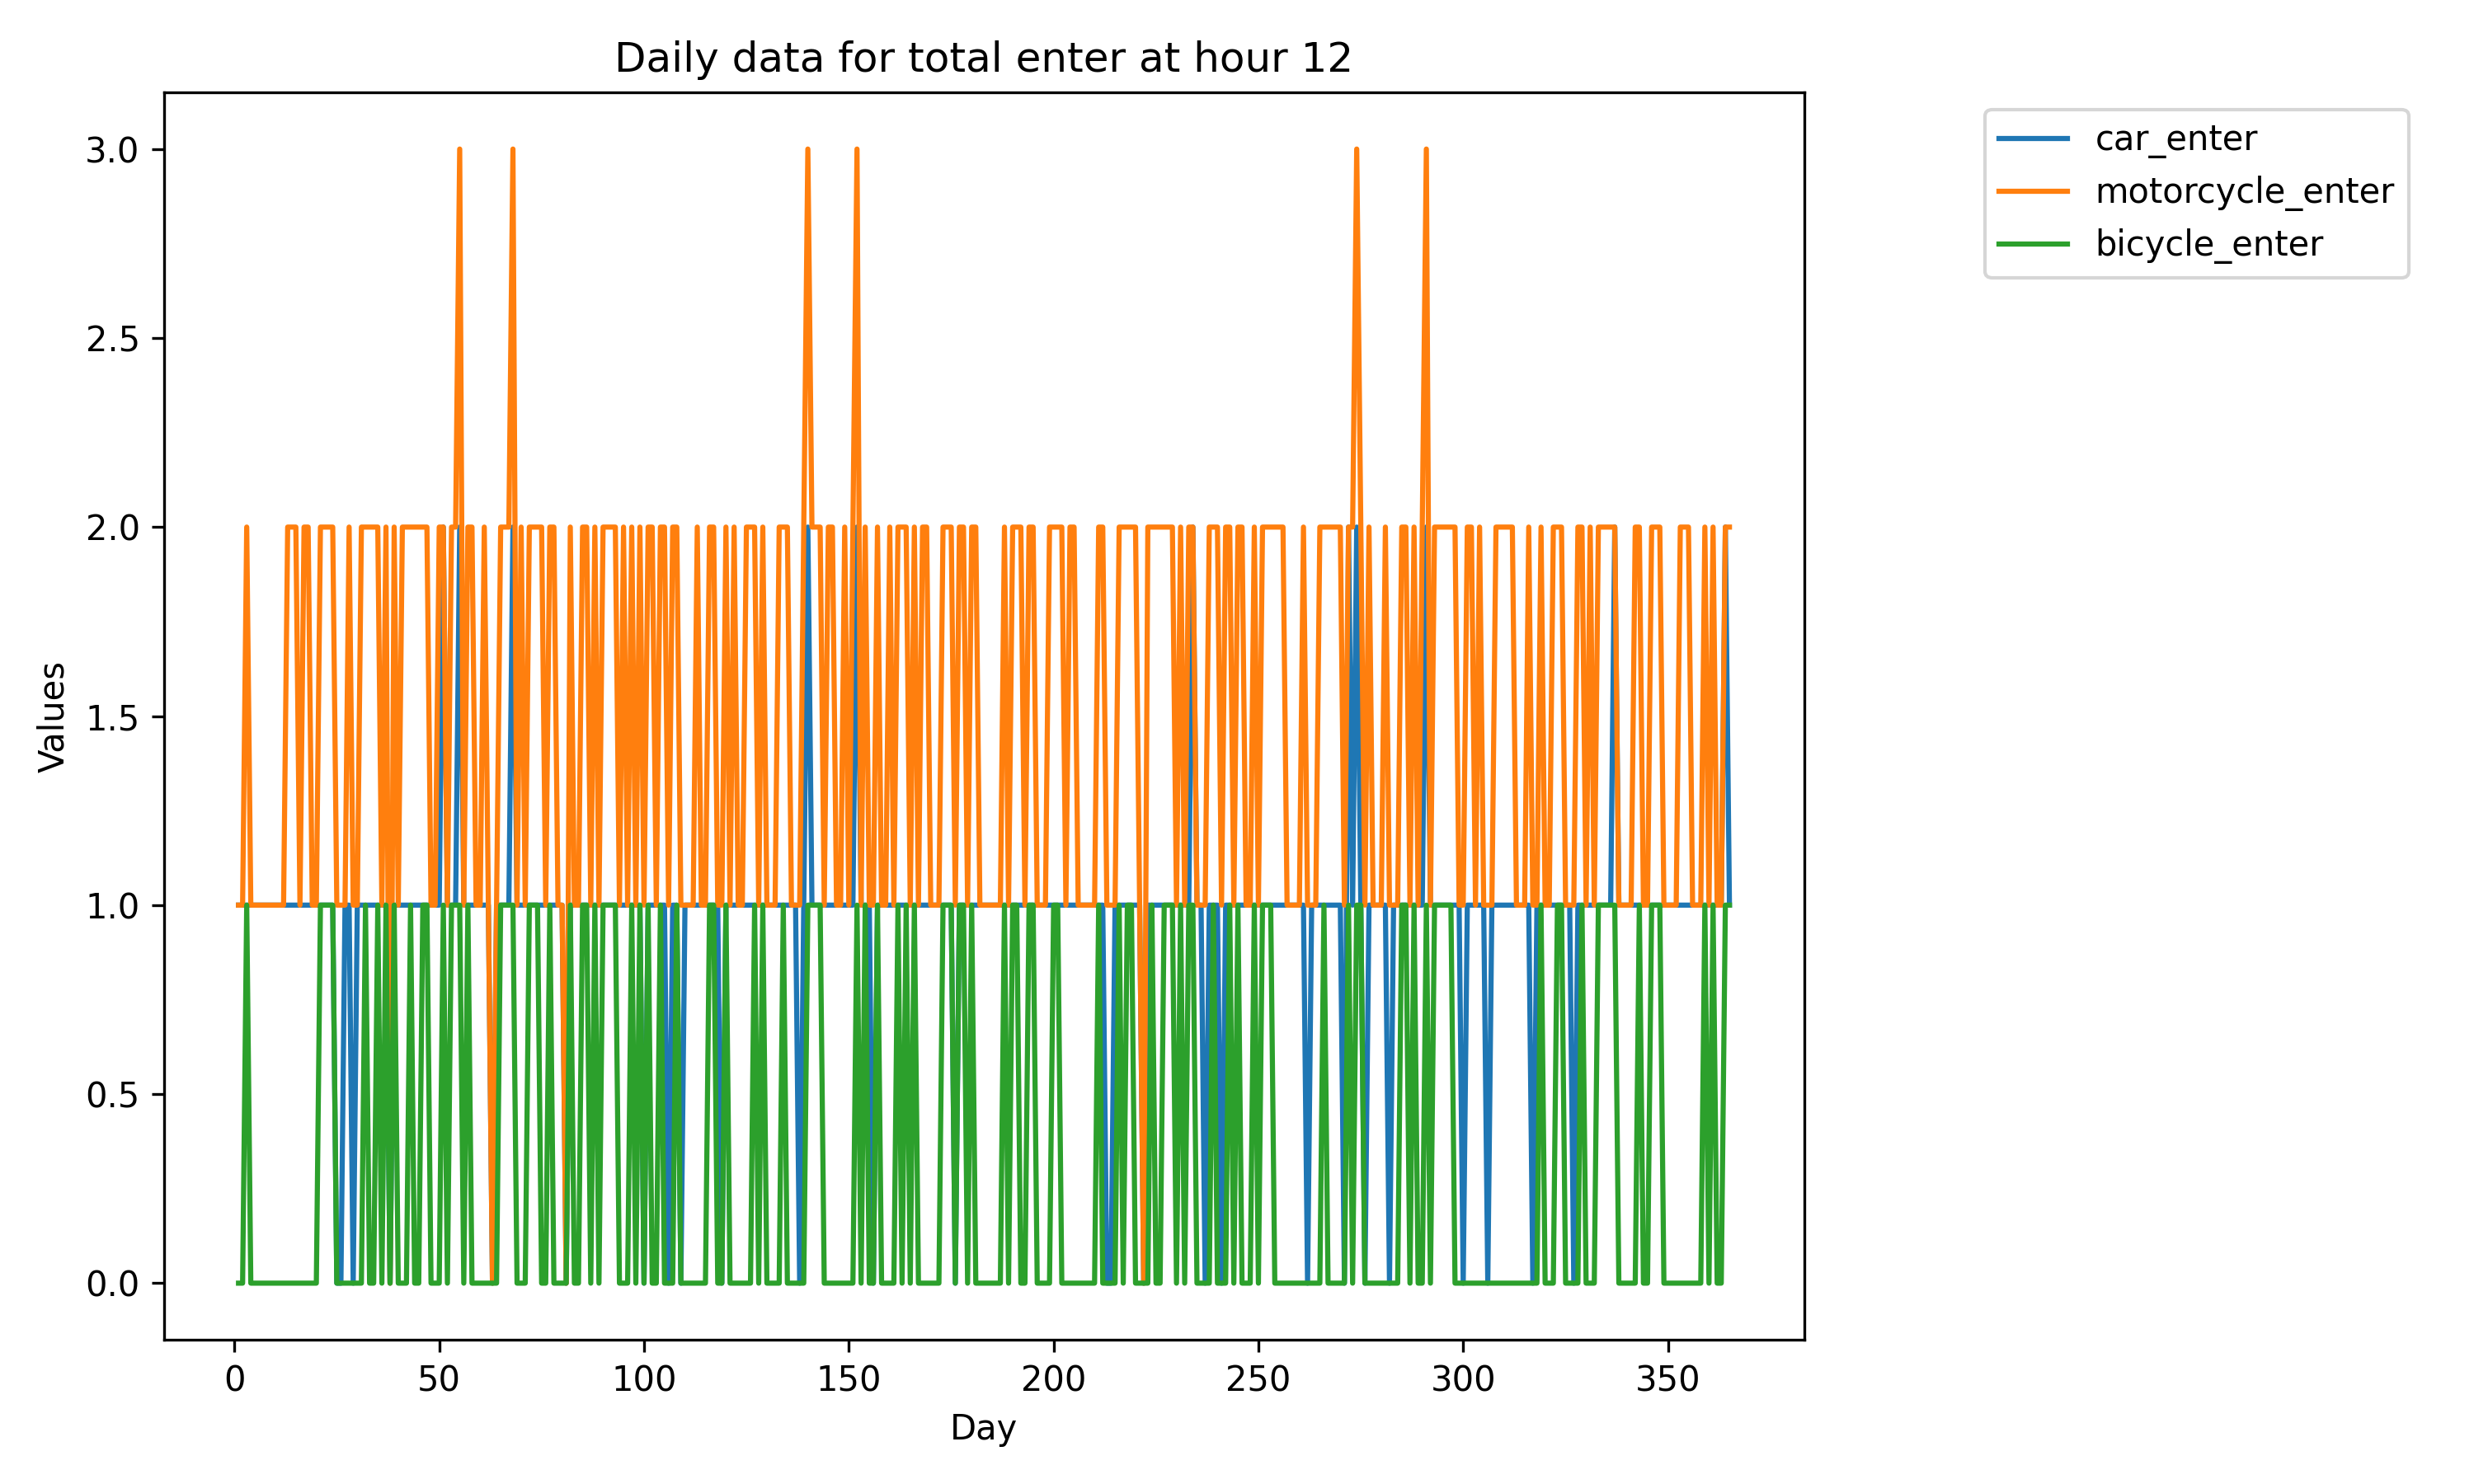 Daily data for total enter at hour 12
car_enter
motorcycle_enter
bicycle_enter
3.0
2.5
2.0
1.5
1.0
0.5
0.0
Values
0 50 100 150 200 250 300 350
Day